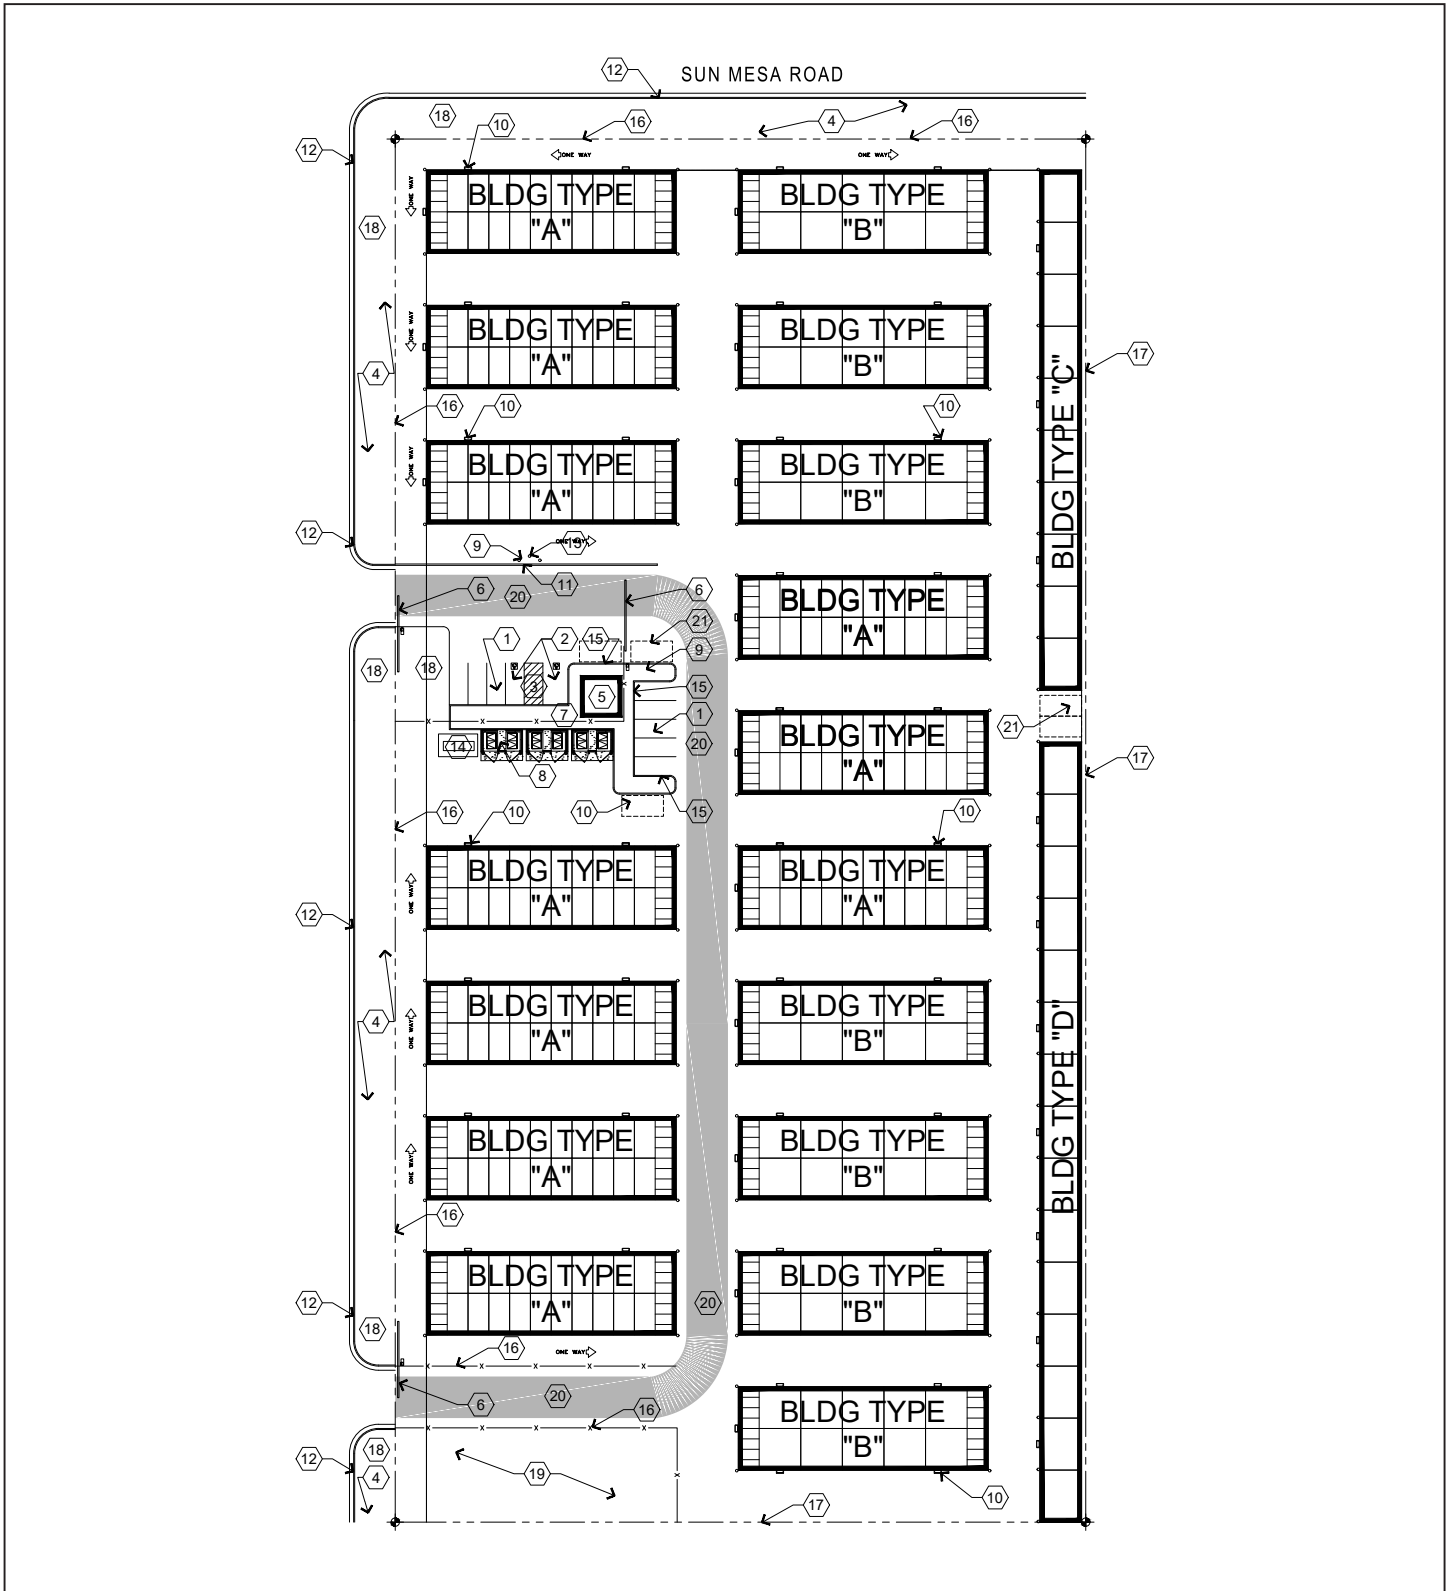 SUN MESA ROAD
12
18
10
16
4
16
12
ONE WAY
ONE WAY
ONE WAY
BLDG TYPE
"A"
BLDG TYPE
"B"
18
ONE WAY
BLDG TYPE
"A"
BLDG TYPE
"B"
BLDG TYPE "C"
17
4
16
10
10
ONE WAY
BLDG TYPE
"A"
BLDG TYPE
"B"
12
9
ONE WAY
11
6
20
6
BLDG TYPE
"A"
1
2
15
21
18
18
9
3
5
15
7
1
21
14
20
BLDG TYPE
"A"
8
17
16
10
10
15
10
ONE WAY
BLDG TYPE
"A"
BLDG TYPE
"A"
12
4
ONE WAY
BLDG TYPE
"A"
BLDG TYPE
"B"
BLDG TYPE "D"
ONE WAY
BLDG TYPE
"A"
BLDG TYPE
"B"
16
BLDG TYPE
"A"
BLDG TYPE
"B"
12
20
18
16
ONE WAY
20
6
16
BLDG TYPE
"B"
18
12
4
19
10
17
x x x x
x x x x x
x x x x x
x